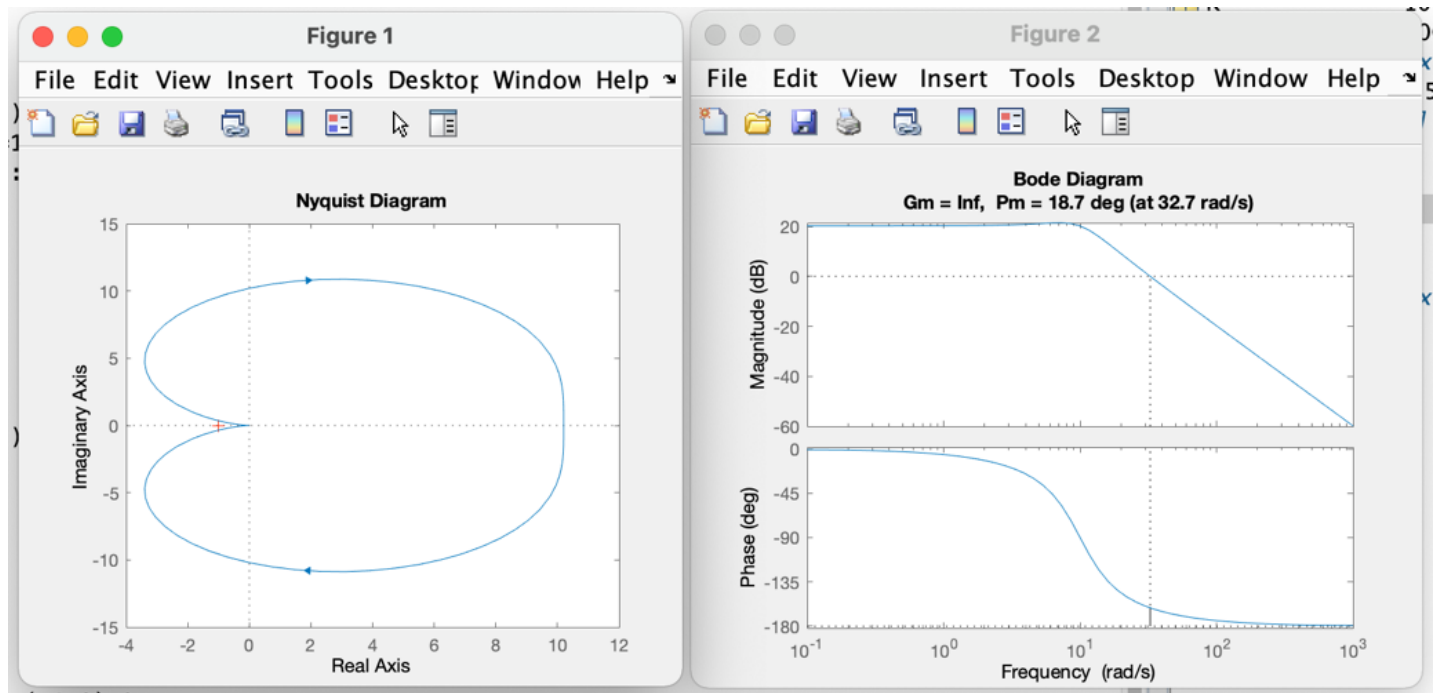 Figure 1
File Edit View Insert Tools Desktop Window Help
Nyquist Diagram
15
10
5
0
-5
-10
-15
Imaginary Axis
-4 -2 0 2 4 6 8 10 12
Real Axis
Figure 2
File Edit View Insert Tools Desktop Window Help
Bode Diagram
Gm = Inf, Pm = 18.7 deg (at 32.7 rad/s)
20
0
-20
-40
-60
Magnitude (dB)
0
-45
-90
-135
-180
Phase (deg)
10-1 100 101 102 103
Frequency (rad/s)